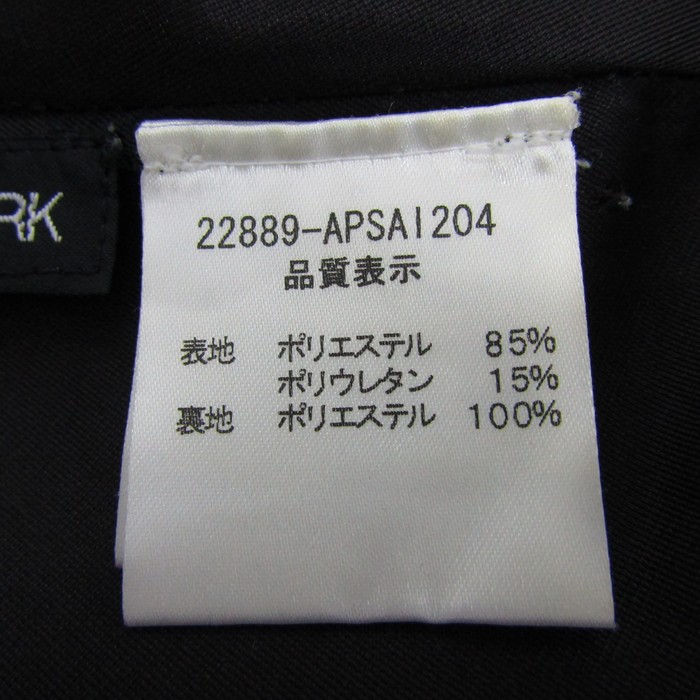 RK
22889-APSA1204
品質表示
表地 ポリエステル 85%
ポリウレタン 15%
裏地 ポリエステル 100%